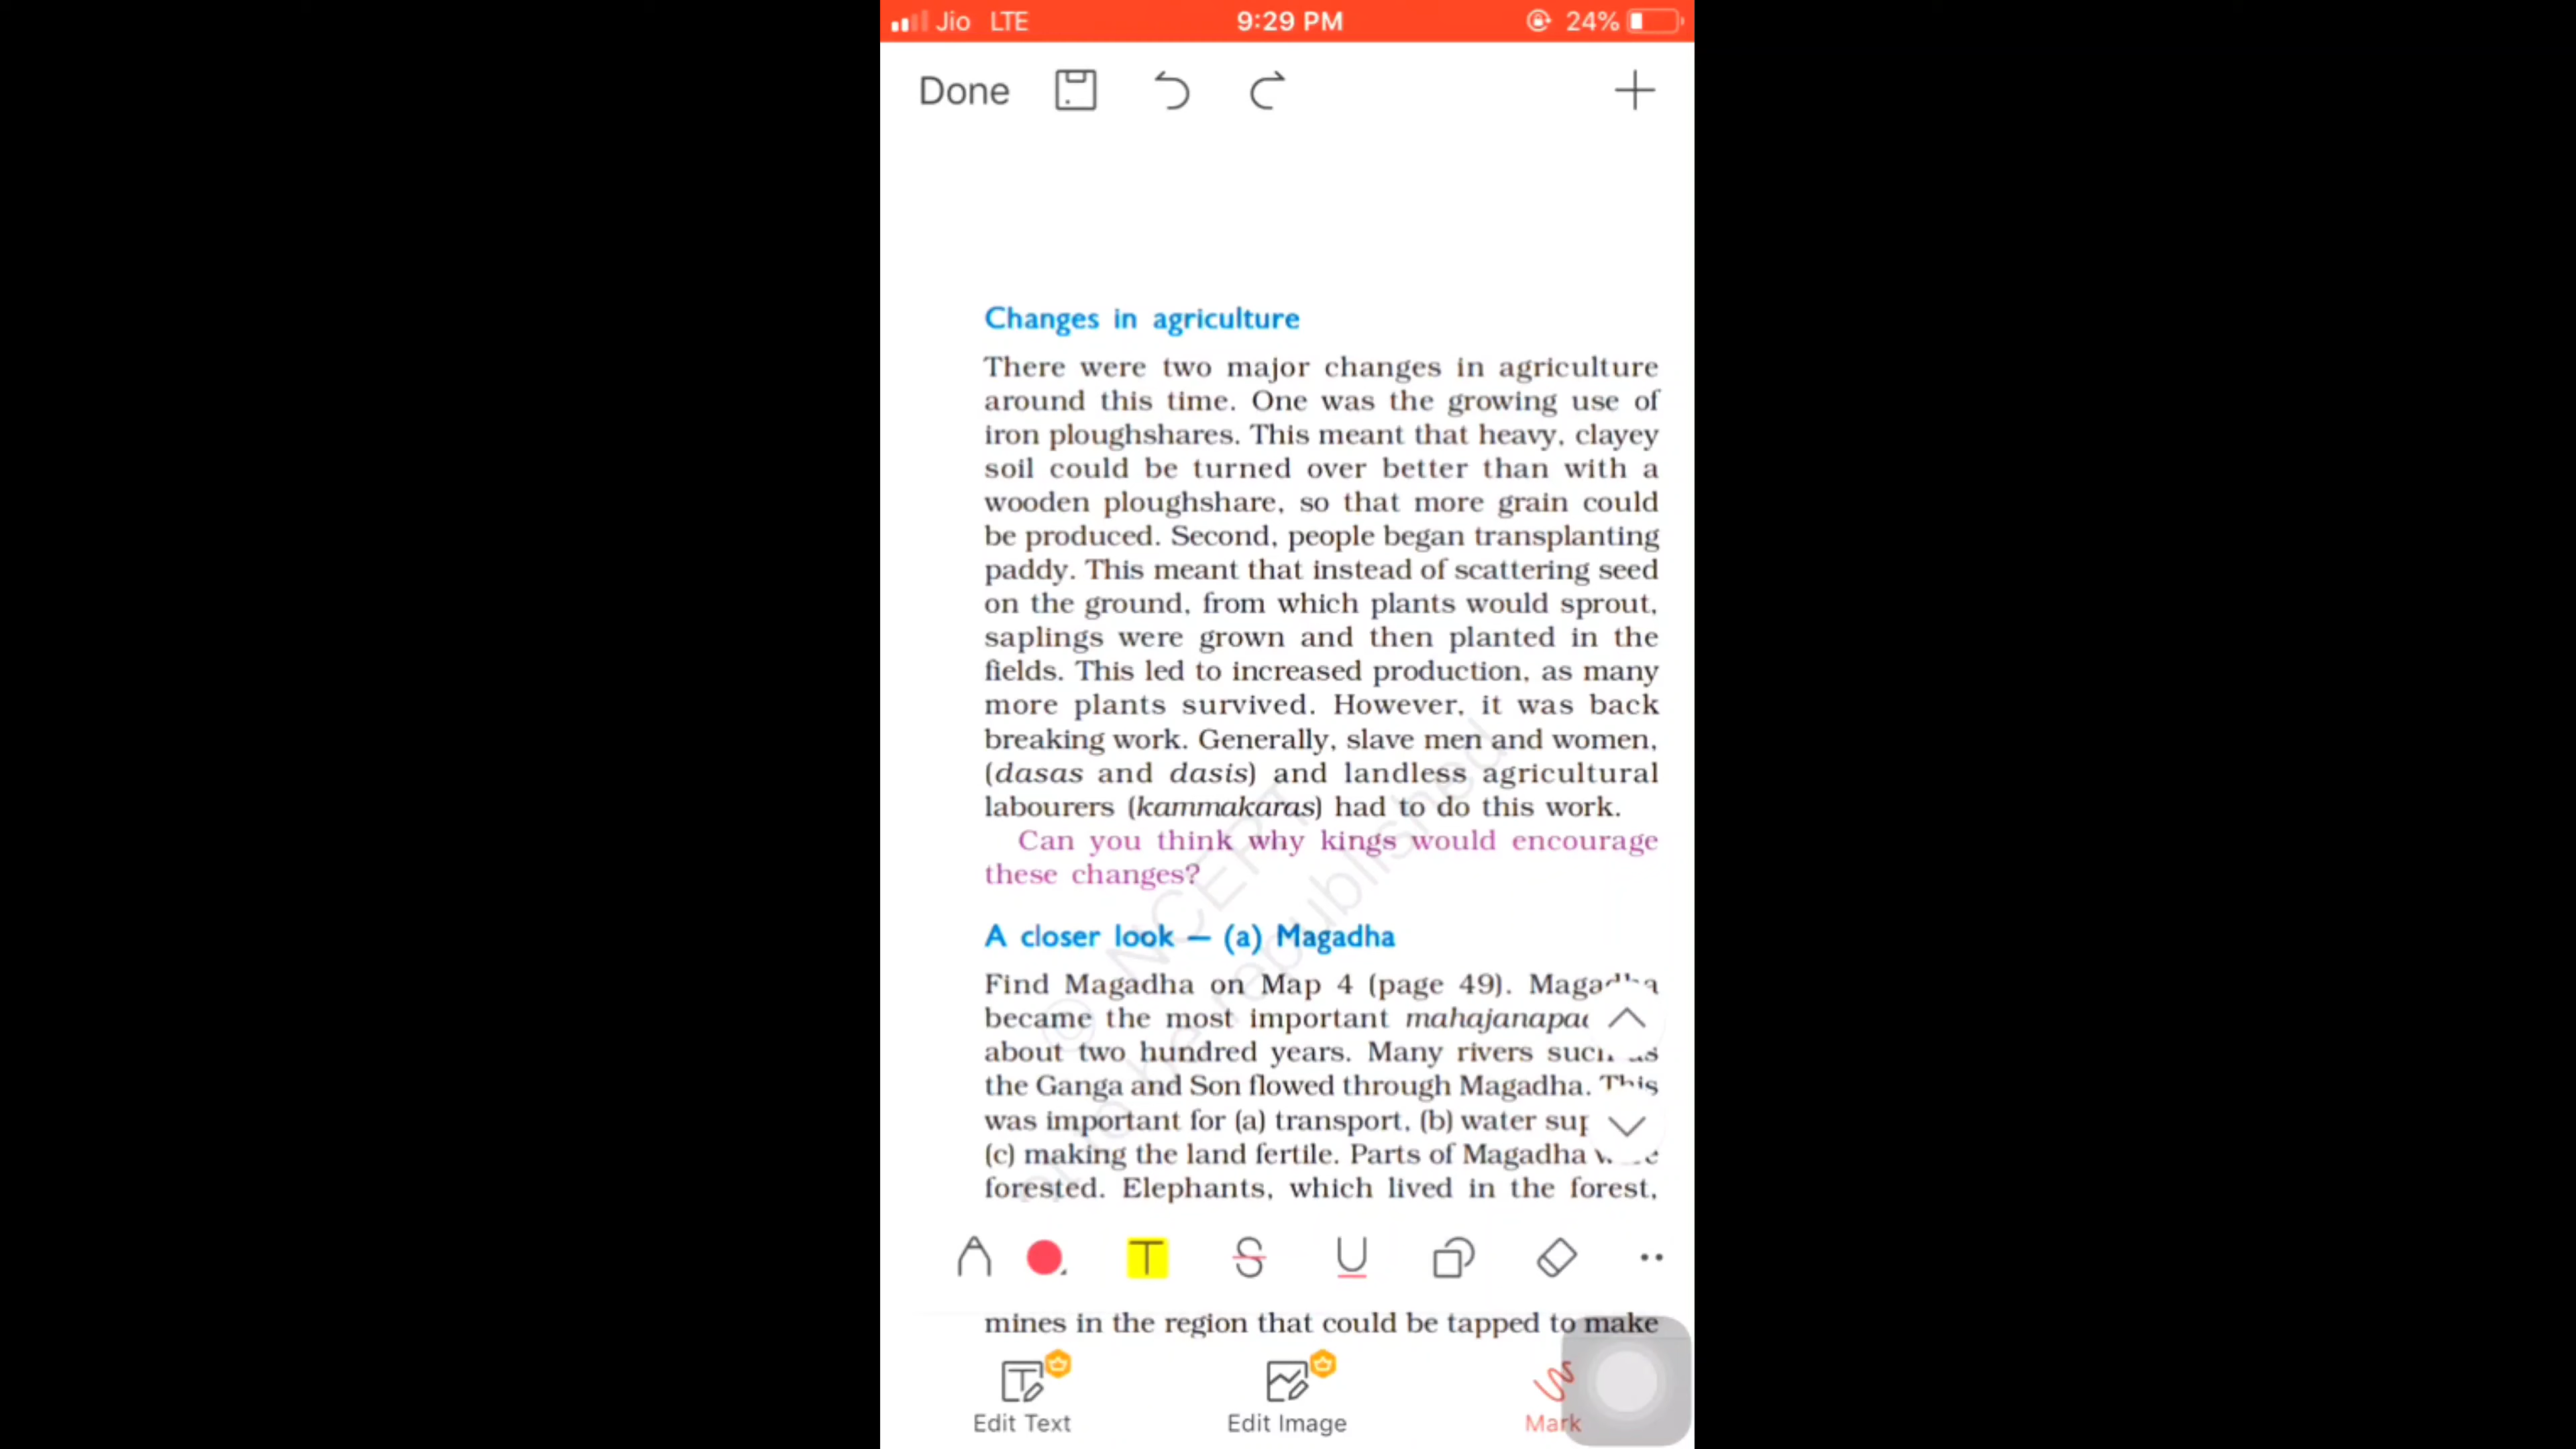 Jio LTE 9:29 PM 24%
Done
Changes in agriculture
There were two major changes in agriculture
around this time. One was the growing use of
iron ploughshares. This meant that heavy, clayey
soil could be turned over better than with a
wooden ploughshare, so that more grain could
be produced. Second, people began transplanting
paddy. This meant that instead of scattering seed
on the ground, from which plants would sprout,
saplings were grown and then planted in the
fields. This led to increased production, as many
more plants survived. However, it was back
breaking work. Generally, slave men and women,
(dasas and dasis) and landless agricultural
labourers (kammakaras) had to do this work.
Can you think why kings would encourage
these changes?
A closer look — (a) Magadha
Find Magadha on Map 4 (page 49). Magadha
became the most important
about two hundred years. Many rivers such as
the Ganga and Son flowed through Magadha. This
was important for (a) transport, (b) water
(c) making the land fertile. Parts of Magadha
forested. Elephants, which lived in the forest,
T S U
mines in the region that could be tapped to make
Edit Text Edit Image Mark
© NCERT
be republished